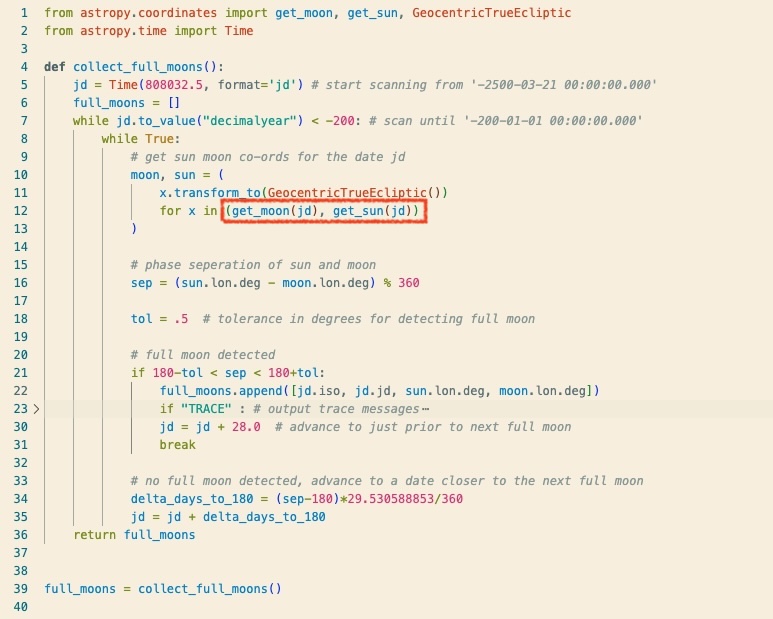 1 from astropy.coordinates import get_moon, get_sun, GeocentricTrueEcliptic
2 from astropy.time import Time
3
4 def collect_full_moons():
5 jd = Time(808032.5, format='jd') # start scanning from '-2500-03-21 00:00:00.000'
6 full_moons = []
7 while jd.to_value("decimalyear") < -200: # scan until '-200-01-01 00:00:00.000'
8 while True:
9 # get sun moon co-ords for the date jd
10 moon, sun = (
11 x.transform_to(GeocentricTrueEcliptic())
12 for x in (get_moon(jd), get_sun(jd))
13 )
14
15 # phase seperation of sun and moon
16 sep = (sun.lon.deg - moon.lon.deg) % 360
17
18 tol = .5 # tolerance in degrees for detecting full moon
19
20 # full moon detected
21 if 180-tol < sep < 180+tol:
22 full_moons.append([jd.iso, jd.jd, sun.lon.deg, moon.lon.deg])
23 > if "TRACE" : # output trace messages⋯
30 jd = jd + 28.0 # advance to just prior to next full moon
31 break
32
33 # no full moon detected, advance to a date closer to the next full moon
34 delta_days_to_180 = (sep-180)*29.530588853/360
35 jd = jd + delta_days_to_180
36 return full_moons
37
38
39 full_moons = collect_full_moons()
40